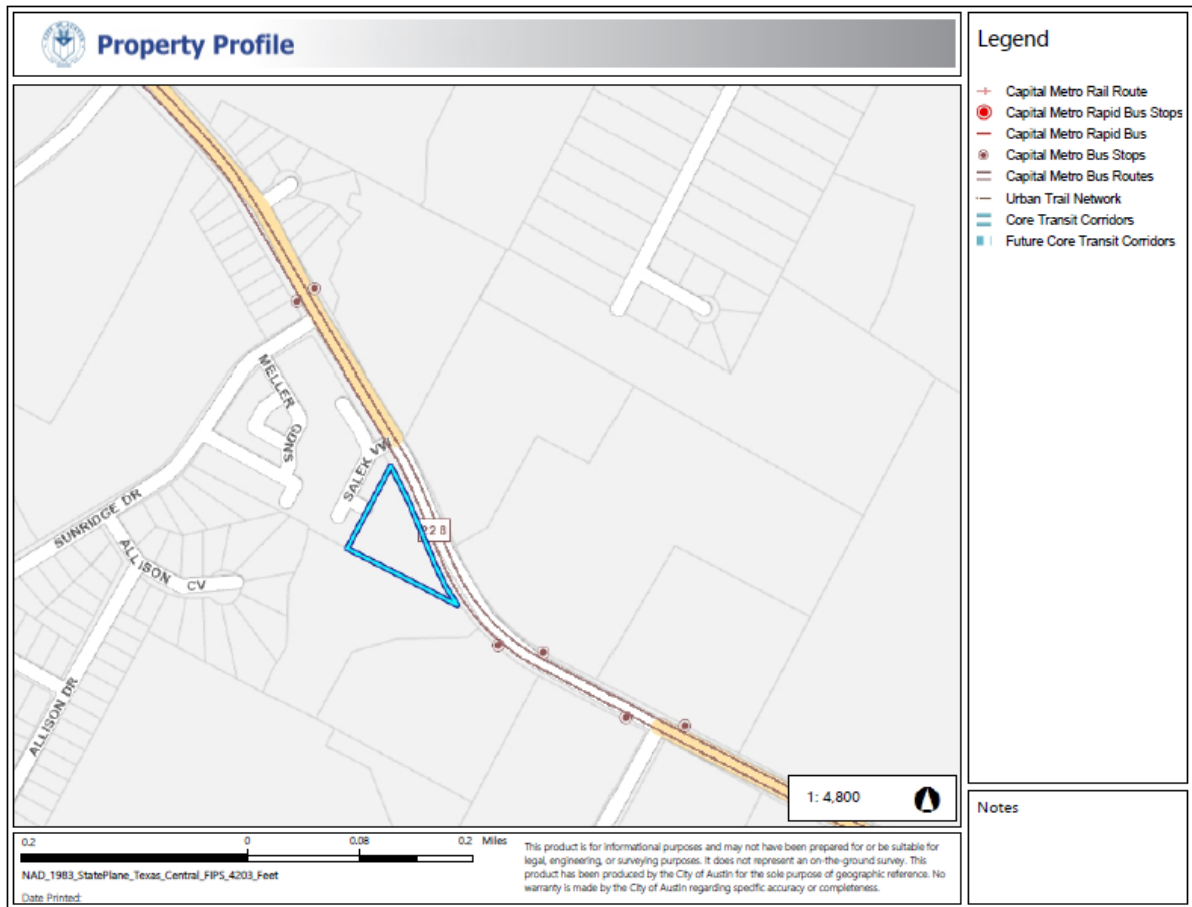 Property Profile
Legend
Capital Metro Rail Route
Capital Metro Rapid Bus Stops
Capital Metro Rapid Bus
Capital Metro Bus Stops
Capital Metro Bus Routes
Urban Trail Network
Core Transit Corridors
Future Core Transit Corridors
MELLER
GDNS
SALEK
SUNRIDGE DR
ALLISON CV
ALLISON DR
228
1: 4,800
Notes
0.2 0 0.08 0.2 Miles
NAD_1983_StatePlane_Texas_Central_FIPS_4203_Feet
Date Printed:
This product is for informational purposes and may not have been prepared for or be suitable for
legal, engineering, or surveying purposes. It does not represent an on-the-ground survey. This
product has been produced by the City of Austin for the sole purpose of geographic reference. No
warranty is made by the City of Austin regarding specific accuracy or completeness.